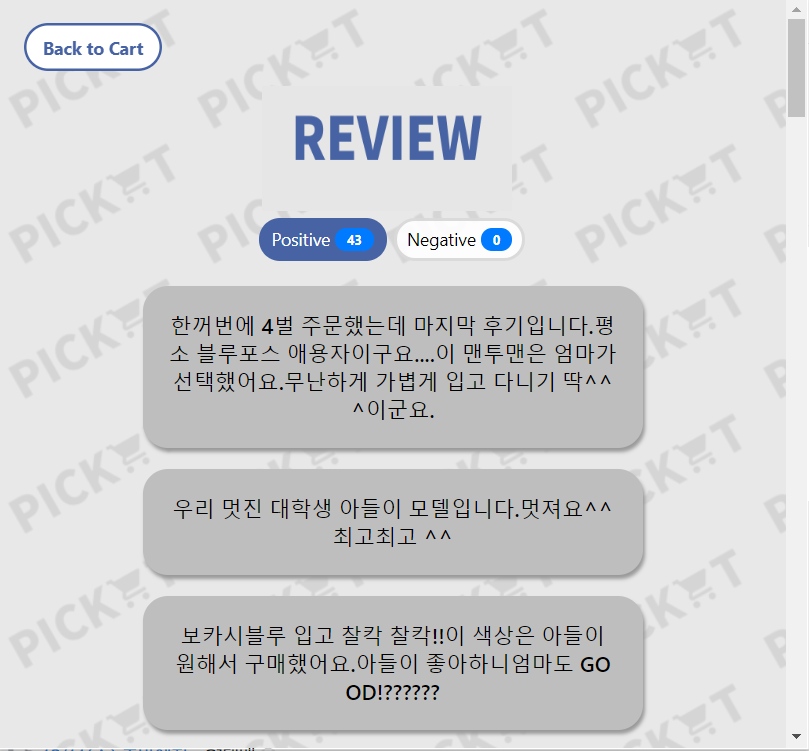 Back to Cart
REVIEW
Positive 43 Negative 0
한꺼번에 4벌 주문했는데 마지막 후기입니다.평
소 블루포스 애용자이구요....이 맨투맨은 엄마가
선택했어요.무난하게 가볍게 입고 다니기 딱^^
^이군요.
우리 멋진 대학생 아들이 모델입니다.멋져요^^
최고최고 ^^
보카시블루 입고 찰칵 찰칵!!이 색상은 아들이
원해서 구매했어요.아들이 좋아하니엄마도 GO
OD!??????
PICKET